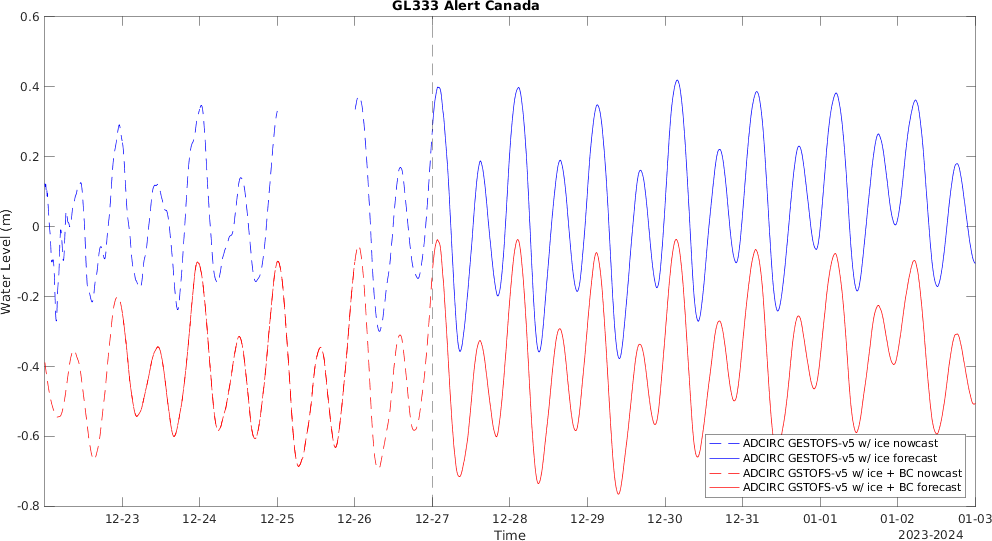 GL333 Alert Canada
0.6
0.4
0.2
0
-0.2
-0.4
-0.6
-0.8
Water Level (m)
ADCIRC GESTOFS-v5 w/ ice nowcast
ADCIRC GESTOFS-v5 w/ ice forecast
ADCIRC GSTOFS-v5 w/ ice + BC nowcast
ADCIRC GSTOFS-v5 w/ ice + BC forecast
12-23 12-24 12-25 12-26 12-27 12-28 12-29 12-30 12-31 01-01 01-02 01-03
Time
2023-2024